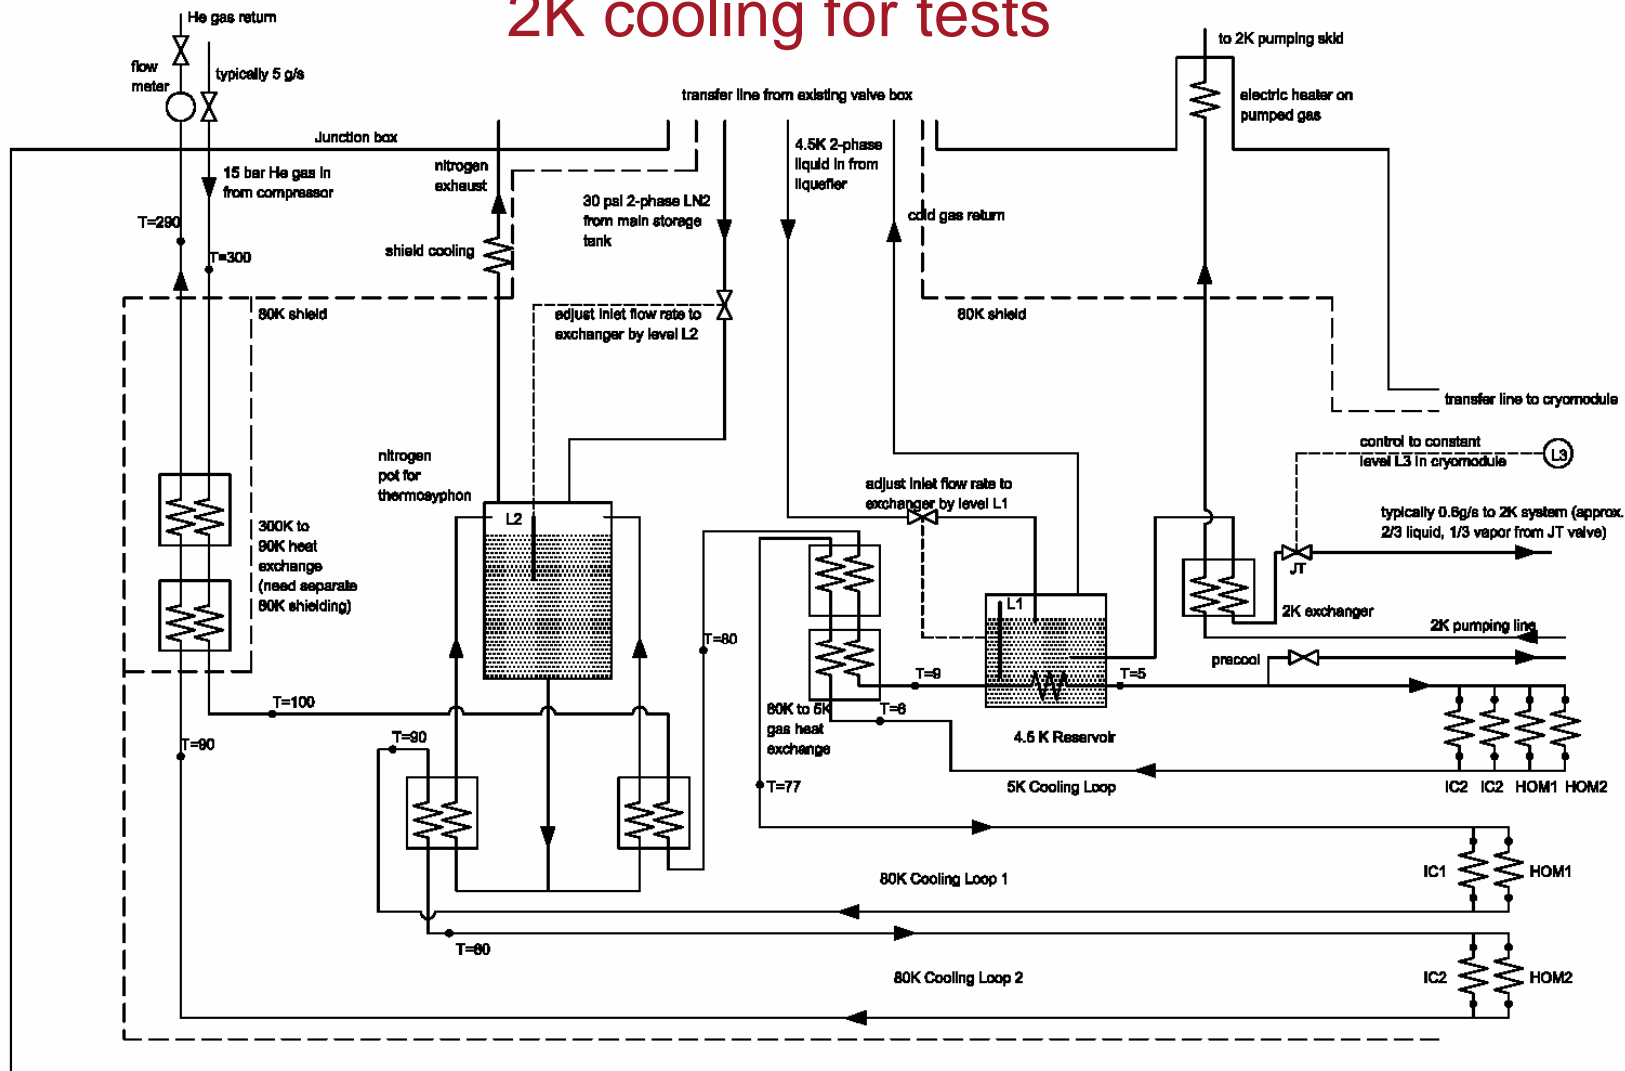 2K cooling for tests
He gas return
flow
meter
typically 5 g/s
Junction box
15 bar He gas in
from compressor
T=290
T=300
80K shield
nitrogen
exhaust
shield cooling
transfer line from existing valve box
30 psi 2-phase LN2
from main storage
tank
adjust inlet flow rate to
exchanger by level L2
4.5K 2-phase
liquid in from
liquefier
cold gas return
80K shield
to 2K pumping skid
electric heater on
pumped gas
transfer line to cryomodule
control to constant
level L3 in cryomodule
L3
typically 0.6g/s to 2K system (approx.
2/3 liquid, 1/3 vapor from JT valve)
JT
2K exchanger
2K pumping line
precool
nitrogen
pot for
thermosyphon
L2
300K to
90K heat
exchange
(need separate
80K shielding)
adjust inlet flow rate to
exchanger by level L1
L1
T=80
T=9
T=5
T=6
80K to 5K
gas heat
exchange
4.5 K Reservoir
T=100
T=90
T=90
T=77
5K Cooling Loop
IC2 IC2 HOM1 HOM2
80K Cooling Loop 1
IC1
HOM1
T=80
80K Cooling Loop 2
IC2
HOM2